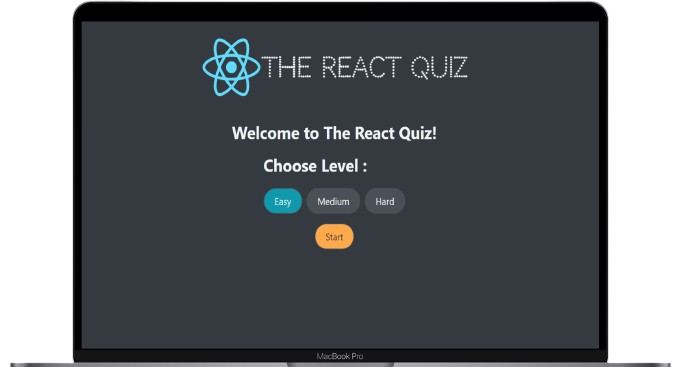 THE REACT QUIZ
Welcome to The React Quiz!
Choose Level :
Easy Medium Hard
Start
MacBook Pro